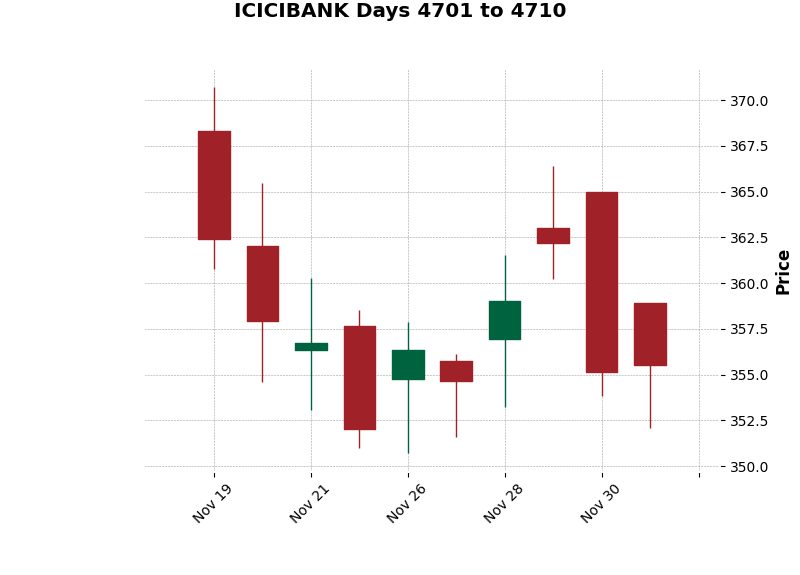 ICICIBANK Days 4701 to 4710
370.0
367.5
365.0
362.5
360.0
357.5
355.0
352.5
350.0
Price
Nov 19
Nov 21
Nov 26
Nov 28
Nov 30